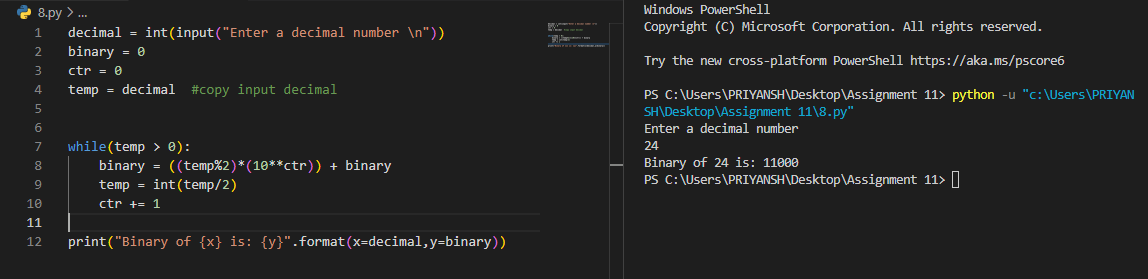 8.py > ...
1 decimal = int(input("Enter a decimal number \n"))
2 binary = 0
3 ctr = 0
4 temp = decimal  #copy input decimal
5
6
7 while(temp > 0):
8     binary = ((temp%2)*(10**ctr)) + binary
9     temp = int(temp/2)
10     ctr += 1
11
12 print("Binary of {x} is: {y}".format(x=decimal,y=binary))
Windows PowerShell
Copyright (C) Microsoft Corporation. All rights reserved.
Try the new cross-platform PowerShell https://aka.ms/pscore6
PS C:\Users\PRIYANSH\Desktop\Assignment 11> python -u "c:\Users\PRIYAN
SH\Desktop\Assignment 11\8.py"
Enter a decimal number
24
Binary of 24 is: 11000
PS C:\Users\PRIYANSH\Desktop\Assignment 11>